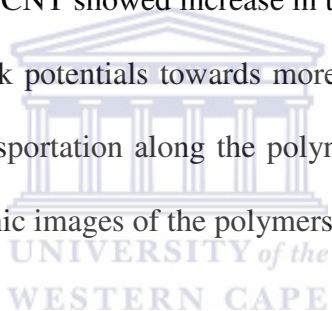 CNT showed increase in t
k potentials towards more
sportation along the polym
nic images of the polymers
UNIVERSITY of the
WESTERN CAPE